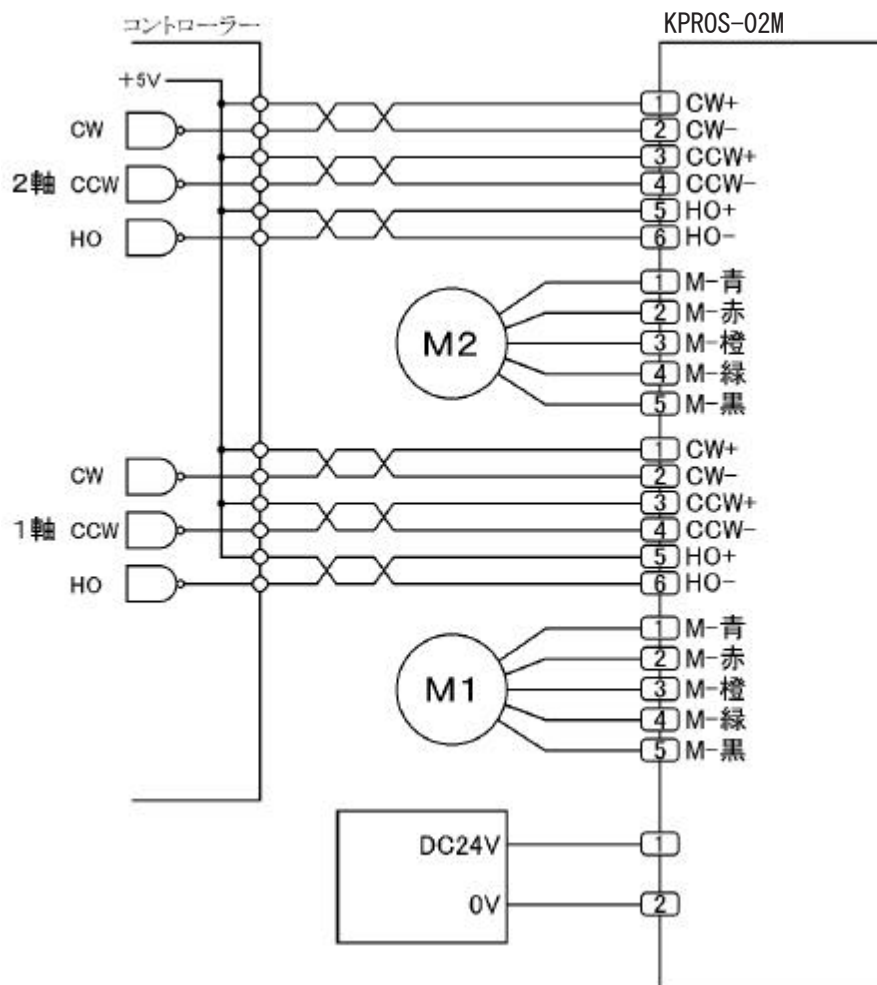 コントローラー
KPROS-02M
+5V
CW
2軸 CCW
HO
1 CW+
2 CW-
3 CCW+
4 CCW-
5 HO+
6 HO-
M2
1 M-青
2 M-赤
3 M-橙
4 M-緑
5 M-黒
CW
1軸 CCW
HO
1 CW+
2 CW-
3 CCW+
4 CCW-
5 HO+
6 HO-
M1
1 M-青
2 M-赤
3 M-橙
4 M-緑
5 M-黒
DC24V 1
0V 2